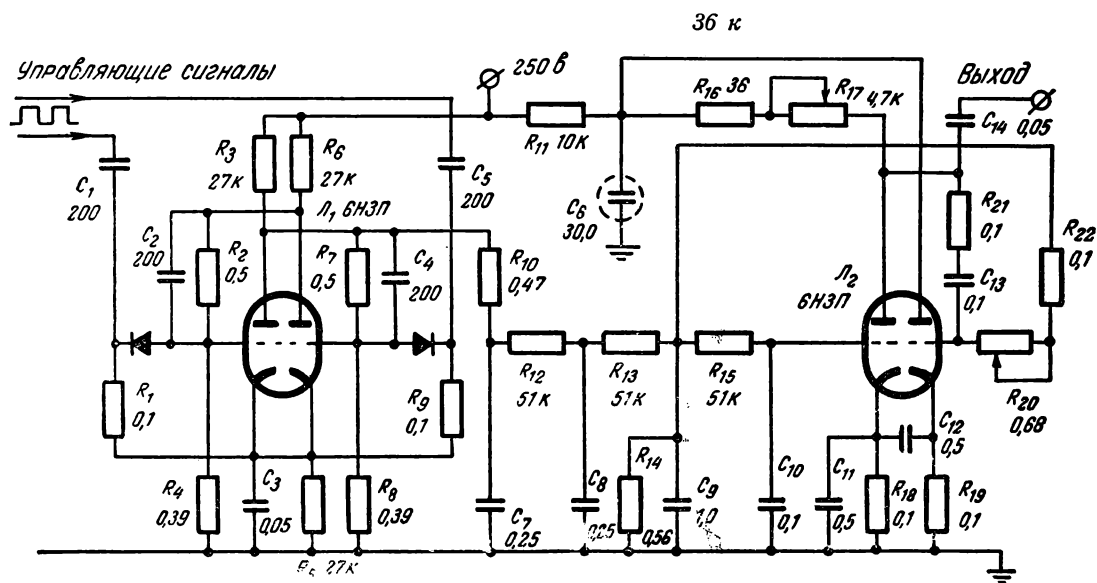 36 к
Управляющие сигналы
250 в
Выход
R₁₆ 36
R₁₇ 4,7к
C₁₄ 0,05
R₃
27к
R₆
27к
R₁₁ 10к
C₁
200
C₅
200
Л₁ 6Н3П
C₆
30,0
R₂₁
0,1
R₂₂
0,1
C₂
200
R₂
0,5
R₇
0,5
C₄
200
R₁₀
0,47
Л₂
6Н3П
C₁₃
0,1
R₁₂
51к
R₁₃
51к
R₁₅
51к
R₂₀
0,68
R₁
0,1
R₉
0,1
C₁₂
0,5
R₄
0,39
C₃
0,05
R₈
0,39
C₇
0,25
C₈
R₁₄
0,56
C₉
C₁₀
0,1
C₁₁
0,5
R₁₈
0,1
R₁₉
0,1
R₅ 27к